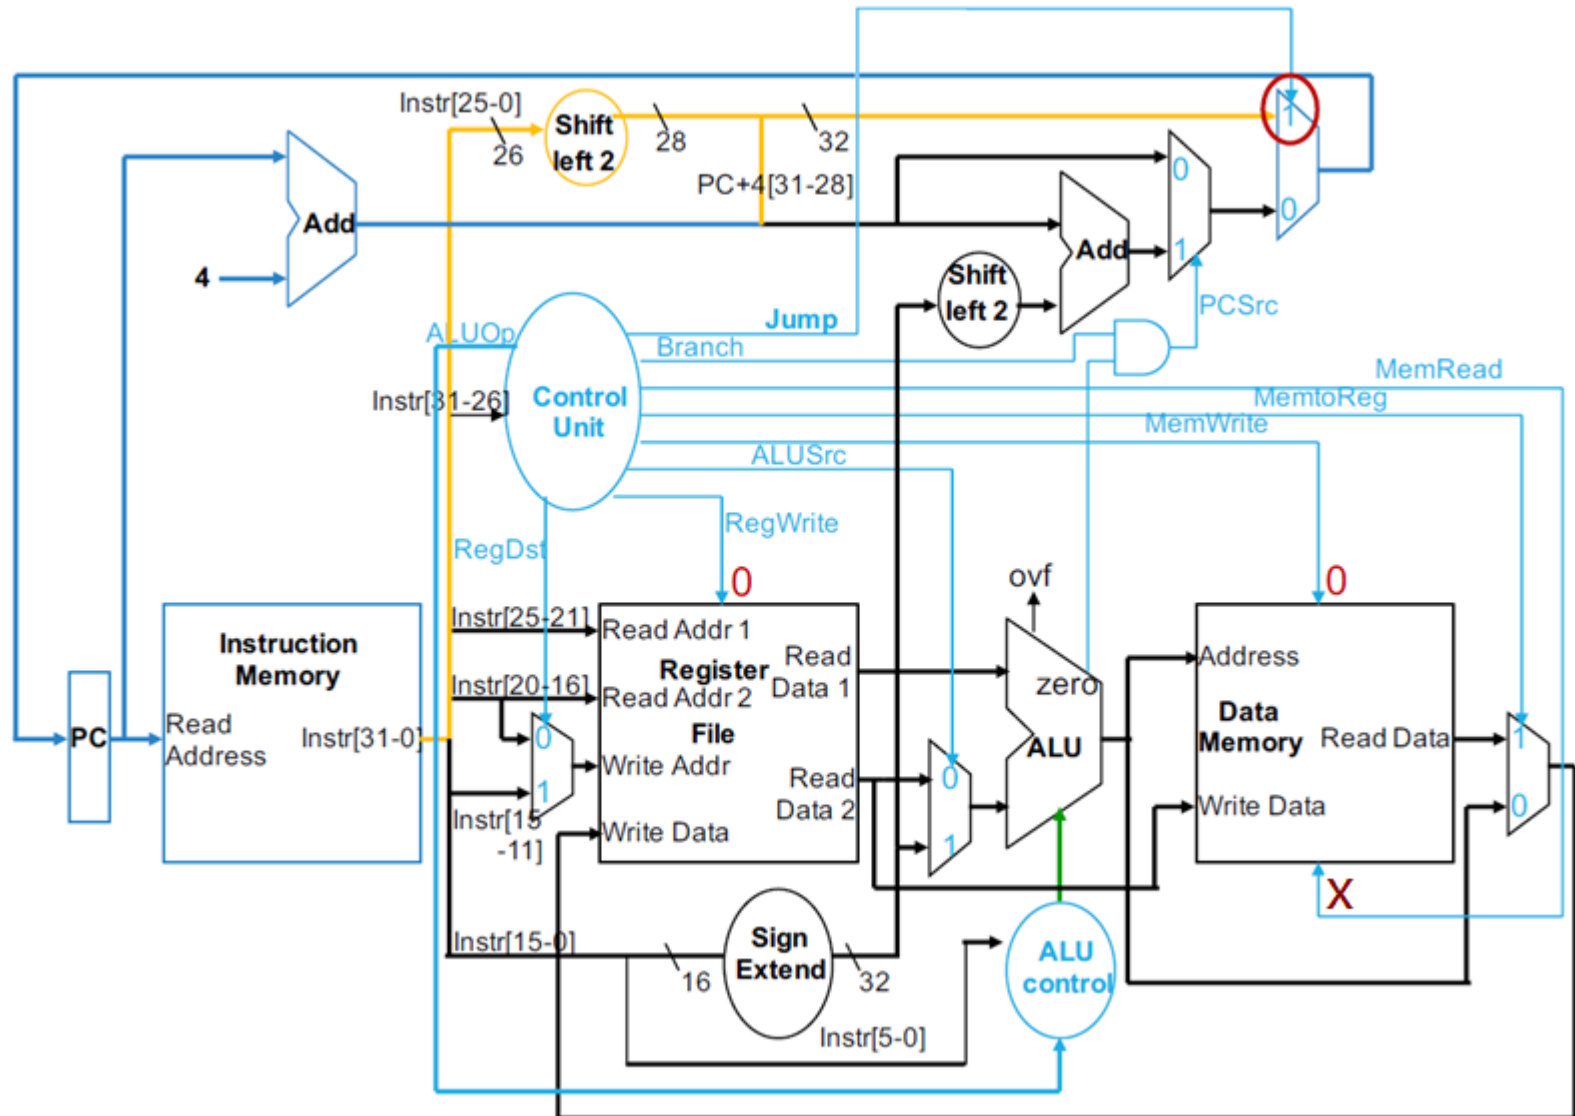 Instr[25-0]
26
Shift
left 2
28
32
PC+4[31-28]
1
0
0
1
Add
4
Add
Shift
left 2
PCSrc
ALUOp
Jump
Branch
Instr[31-26]
Control
Unit
MemRead
MemtoReg
MemWrite
ALUSrc
RegWrite
RegDst
0
ovf
0
Instruction
Memory
Read
Address
Instr[31-0]
PC
Instr[25-21]
Read Addr 1
Instr[20-16]
Read Addr 2
Register
File
Write Addr
Write Data
Read
Data 1
Read
Data 2
0
1
Instr[15
-11]
0
1
zero
ALU
Address
Data
Memory
Read Data
Write Data
1
0
X
Instr[15-0]
16
Sign
Extend
32
ALU
control
Instr[5-0]